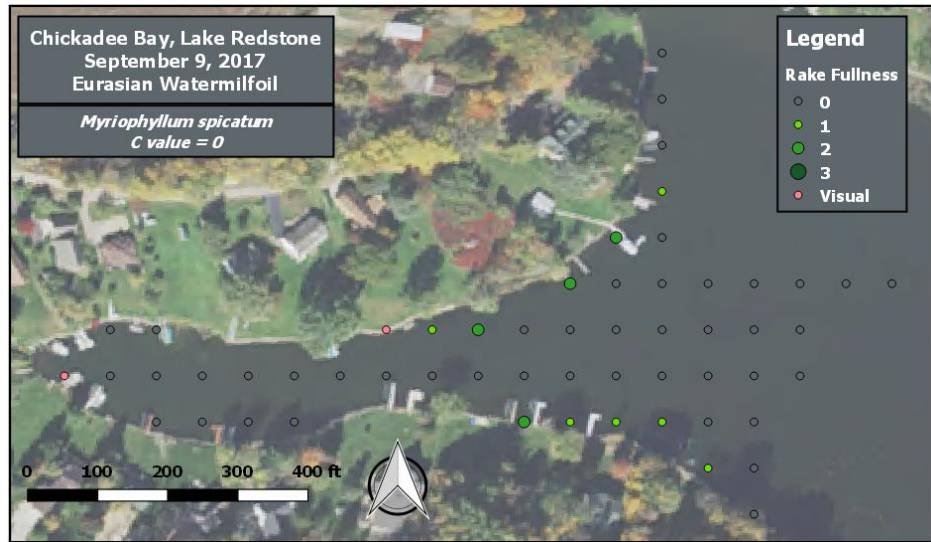 Chickadee Bay, Lake Redstone
September 9, 2017
Eurasian Watermilfoil
Myriophyllum spicatum
C value = 0
Legend
Rake Fullness
0
1
2
3
Visual
0 100 200 300 400 ft